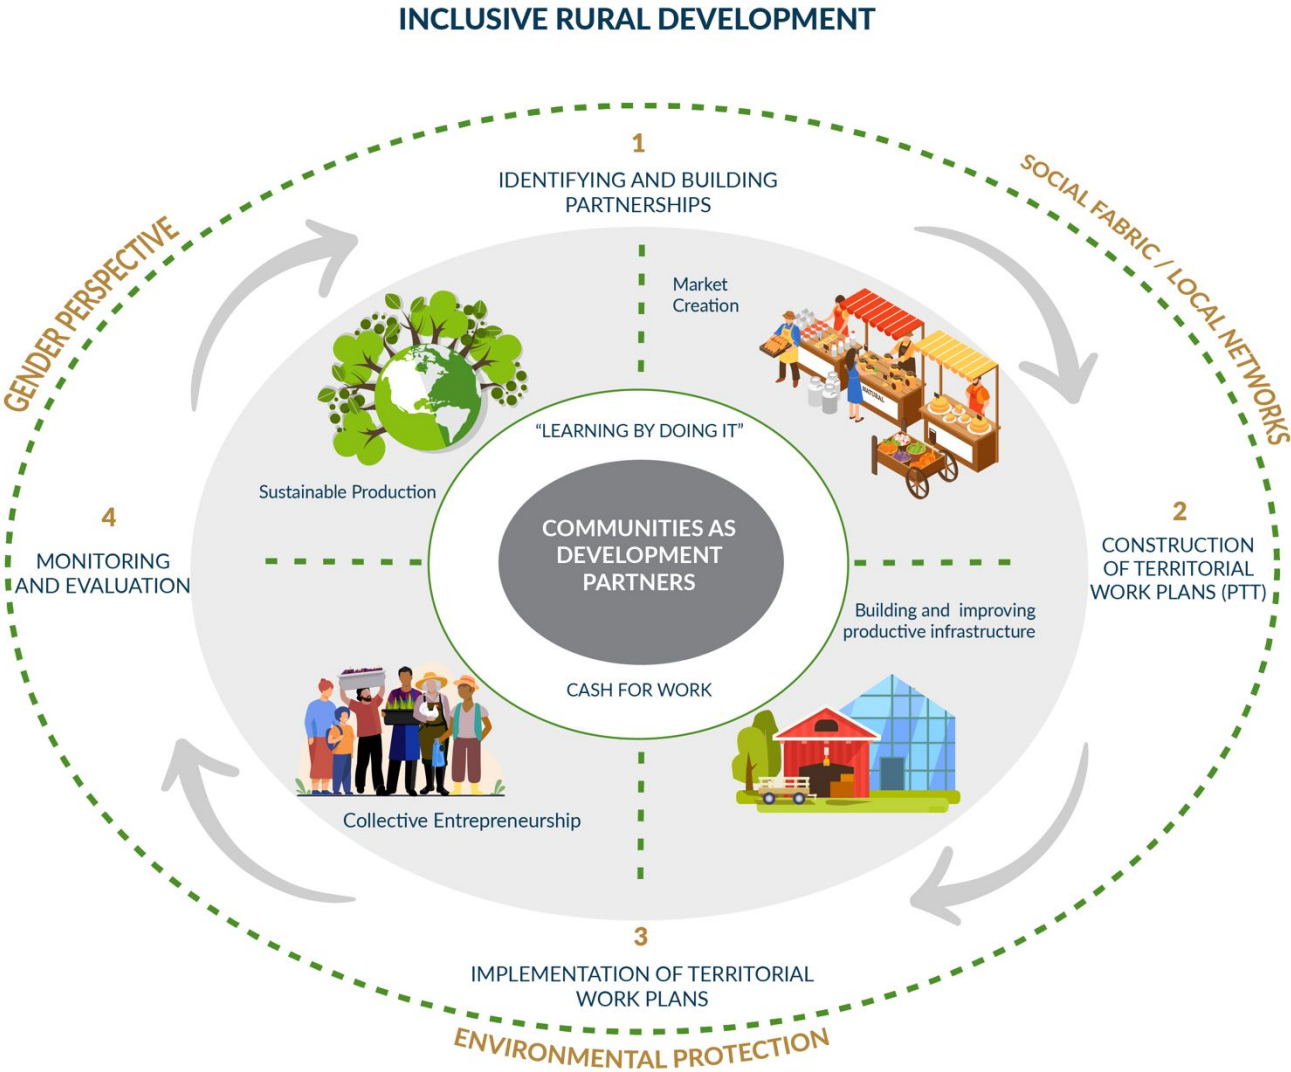 INCLUSIVE RURAL DEVELOPMENT
1
IDENTIFYING AND BUILDING
PARTNERSHIPS
GENDER PERSPECTIVE
SOCIAL FABRIC / LOCAL NETWORKS
Market
Creation
NATURAL
"LEARNING BY DOING IT"
Sustainable Production
COMMUNITIES AS
DEVELOPMENT
PARTNERS
4
MONITORING
AND EVALUATION
2
CONSTRUCTION
OF TERRITORIAL
WORK PLANS (PTT)
Building and improving
productive infrastructure
CASH FOR WORK
Collective Entrepreneurship
3
IMPLEMENTATION OF TERRITORIAL
WORK PLANS
ENVIRONMENTAL PROTECTION